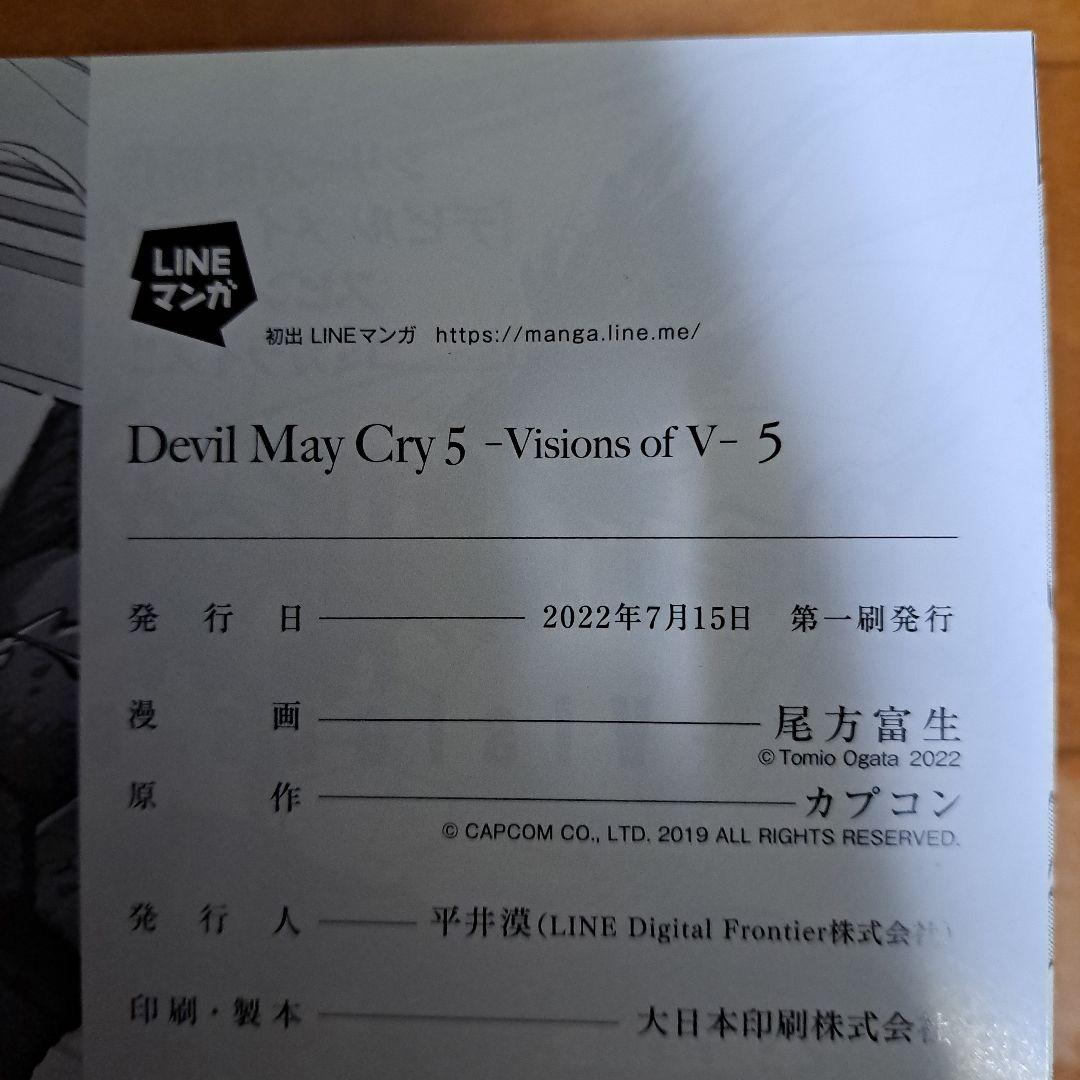 LINE
マンガ
初出 LINEマンガ https://manga.line.me/
Devil May Cry 5 -Visions of V- 5
発行日 2022年7月15日 第一刷発行
漫画 尾方富生
© Tomio Ogata 2022
原作 カプコン
© CAPCOM CO., LTD. 2019 ALL RIGHTS RESERVED.
発行人 平井漠(LINE Digital Frontier株式会社)
印刷・製本 大日本印刷株式会